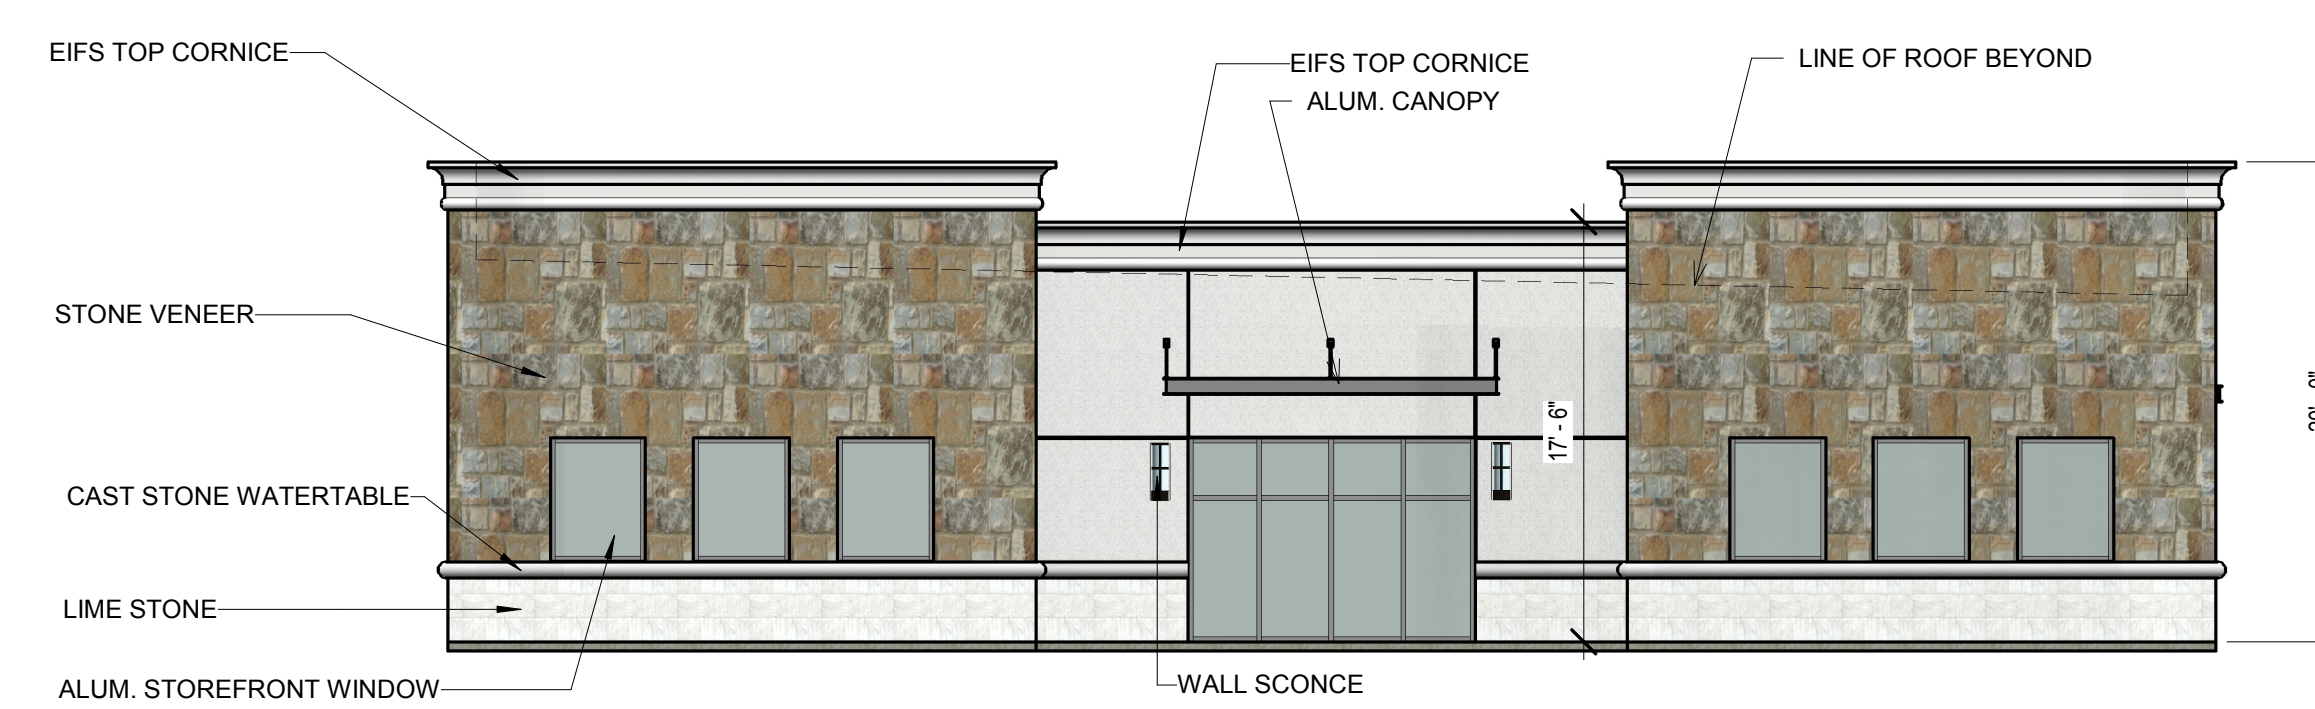 EIFS TOP CORNICE
EIFS TOP CORNICE
LINE OF ROOF BEYOND
ALUM. CANOPY
STONE VENEER
17' - 6"
CAST STONE WATERTABLE
LIME STONE
ALUM. STOREFRONT WINDOW
WALL SCONCE